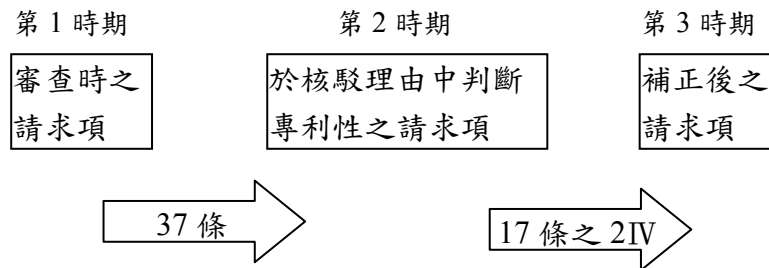 第 1 時期
第 2 時期
第 3 時期
審查時之
請求項
於核駁理由中判斷
專利性之請求項
補正後之
請求項
37 條
17 條之 2Ⅳ